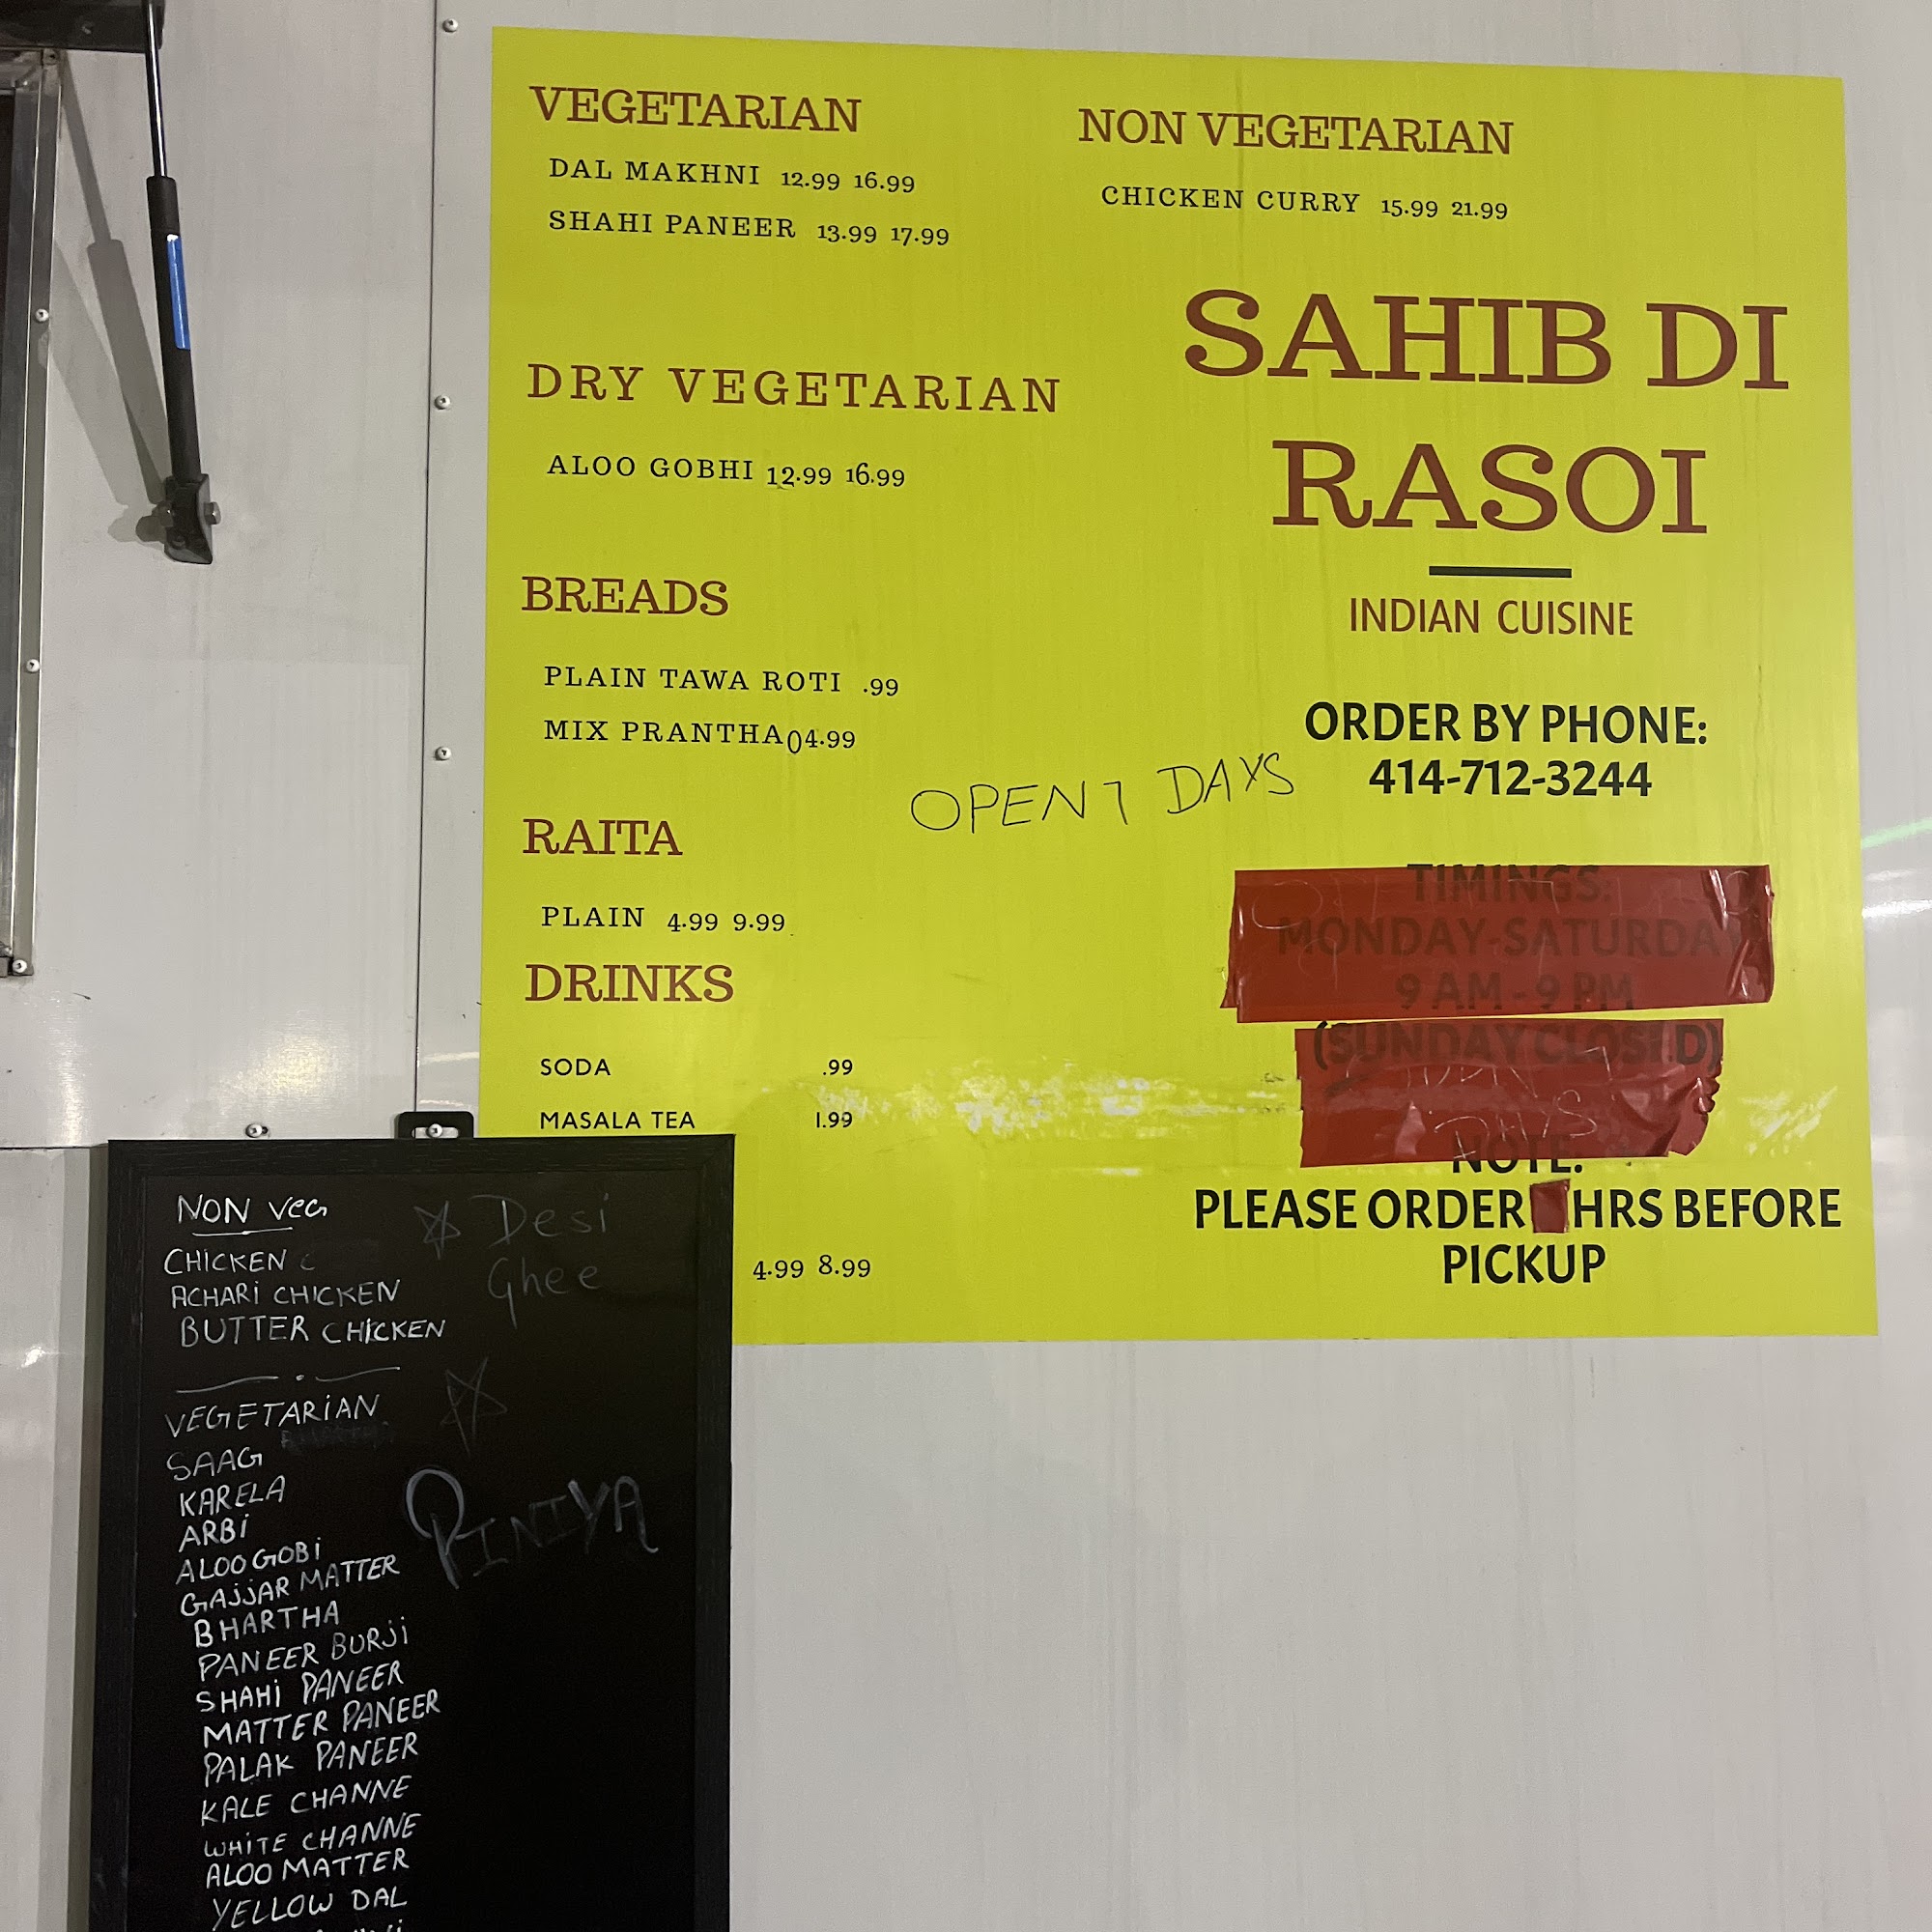 VEGETARIAN
DAL MAKHNI 12.99 16.99
SHAHI PANEER 13.99 17.99
DRY VEGETARIAN
ALOO GOBHI 12.99 16.99
BREADS
PLAIN TAWA ROTI .99
MIX PRANTHA 04.99
RAITA
PLAIN 4.99 9.99
DRINKS
SODA .99
MASALA TEA 1.99
4.99 8.99
NON VEGETARIAN
CHICKEN CURRY 15.99 21.99
SAHIB DI
RASOI
INDIAN CUISINE
ORDER BY PHONE:
414-712-3244
OPEN 7 DAYS
TIMINGS:
MONDAY-SATURDAY
9 AM - 9 PM
(SUNDAY CLOSED)
NOTE:
PLEASE ORDER HRS BEFORE
PICKUP
NON VEG
CHICKEN C
ACHARI CHICKEN
BUTTER CHICKEN
VEGETARIAN
SAAG
KARELA
ARBI
ALOO GOBI
GAJJAR MATTER
BHARTHA
PANEER BURJI
SHAHI PANEER
MATTER PANEER
PALAK PANEER
KALE CHANNE
WHITE CHANNE
ALOO MATTER
YELLOW DAL
Desi
Ghee
PINIYA